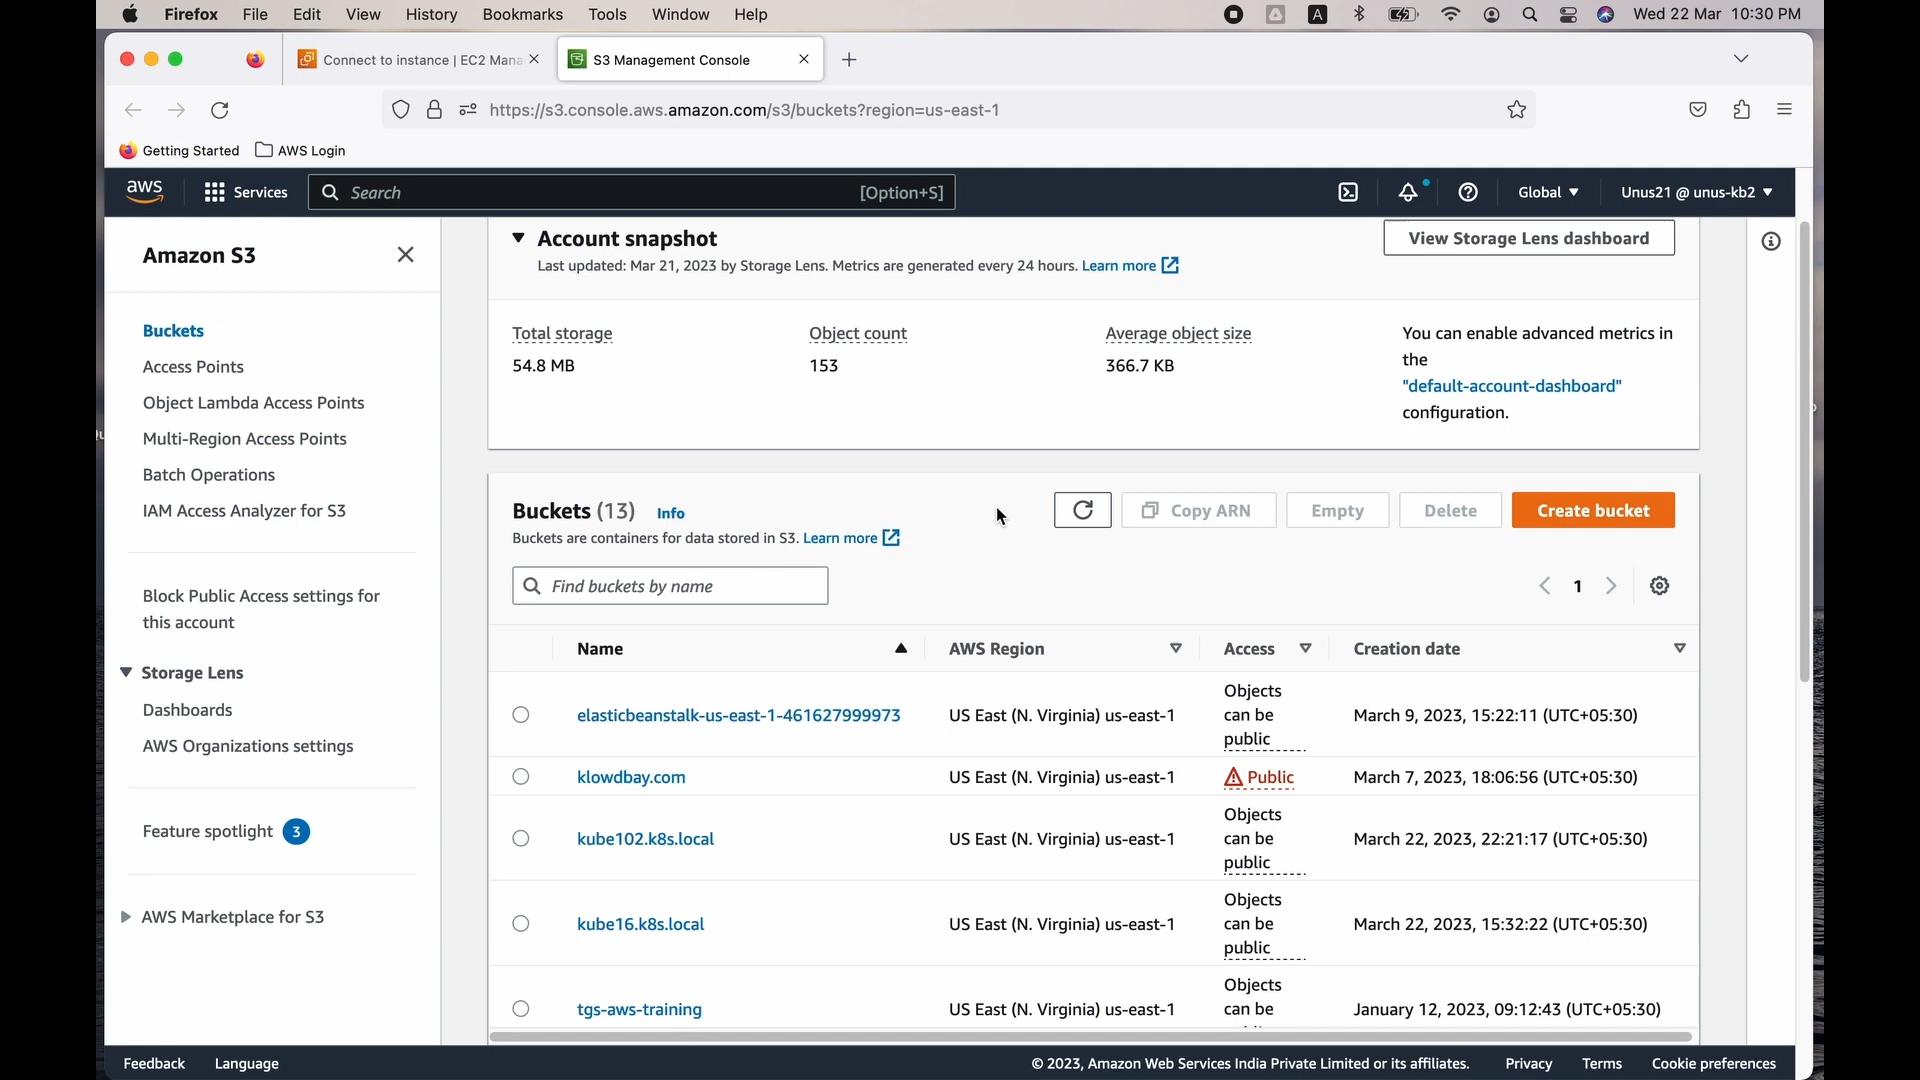 Firefox File Edit View History Bookmarks Tools Window Help
A
Wed 22 Mar 10:30 PM
Connect to instance | EC2 Mana
S3 Management Console
https://s3.console.aws.amazon.com/s3/buckets?region=us-east-1
Getting Started
AWS Login
aws
Services
Search
[Option+S]
Global
Unus21 @ unus-kb2
Amazon S3
Buckets
Access Points
Object Lambda Access Points
Multi-Region Access Points
Batch Operations
IAM Access Analyzer for S3
Block Public Access settings for
this account
Storage Lens
Dashboards
AWS Organizations settings
Feature spotlight 3
AWS Marketplace for S3
Account snapshot
Last updated: Mar 21, 2023 by Storage Lens. Metrics are generated every 24 hours. Learn more
View Storage Lens dashboard
Total storage
54.8 MB
Object count
153
Average object size
366.7 KB
You can enable advanced metrics in
the
"default-account-dashboard"
configuration.
Buckets (13) Info
Buckets are containers for data stored in S3. Learn more
Copy ARN
Empty
Delete
Create bucket
Find buckets by name
1
Name
AWS Region
Access
Creation date
elasticbeanstalk-us-east-1-461627999973
US East (N. Virginia) us-east-1
Objects
can be
public
March 9, 2023, 15:22:11 (UTC+05:30)
klowdbay.com
US East (N. Virginia) us-east-1
Public
March 7, 2023, 18:06:56 (UTC+05:30)
kube102.k8s.local
US East (N. Virginia) us-east-1
Objects
can be
public
March 22, 2023, 22:21:17 (UTC+05:30)
kube16.k8s.local
US East (N. Virginia) us-east-1
Objects
can be
public
March 22, 2023, 15:32:22 (UTC+05:30)
tgs-aws-training
US East (N. Virginia) us-east-1
Objects
can be
January 12, 2023, 09:12:43 (UTC+05:30)
Feedback
Language
© 2023, Amazon Web Services India Private Limited or its affiliates.
Privacy
Terms
Cookie preferences